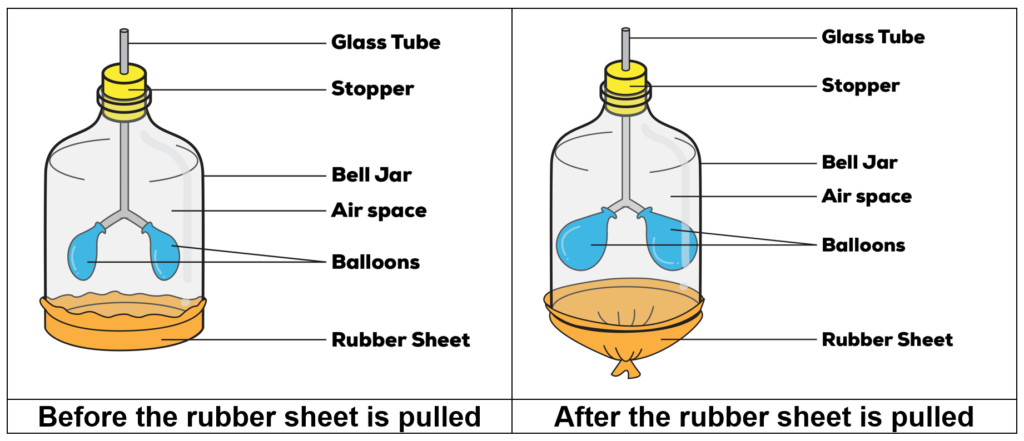 Glass Tube
Stopper
Bell Jar
Air space
Balloons
Rubber Sheet
Before the rubber sheet is pulled
Glass Tube
Stopper
Bell Jar
Air space
Balloons
Rubber Sheet
After the rubber sheet is pulled